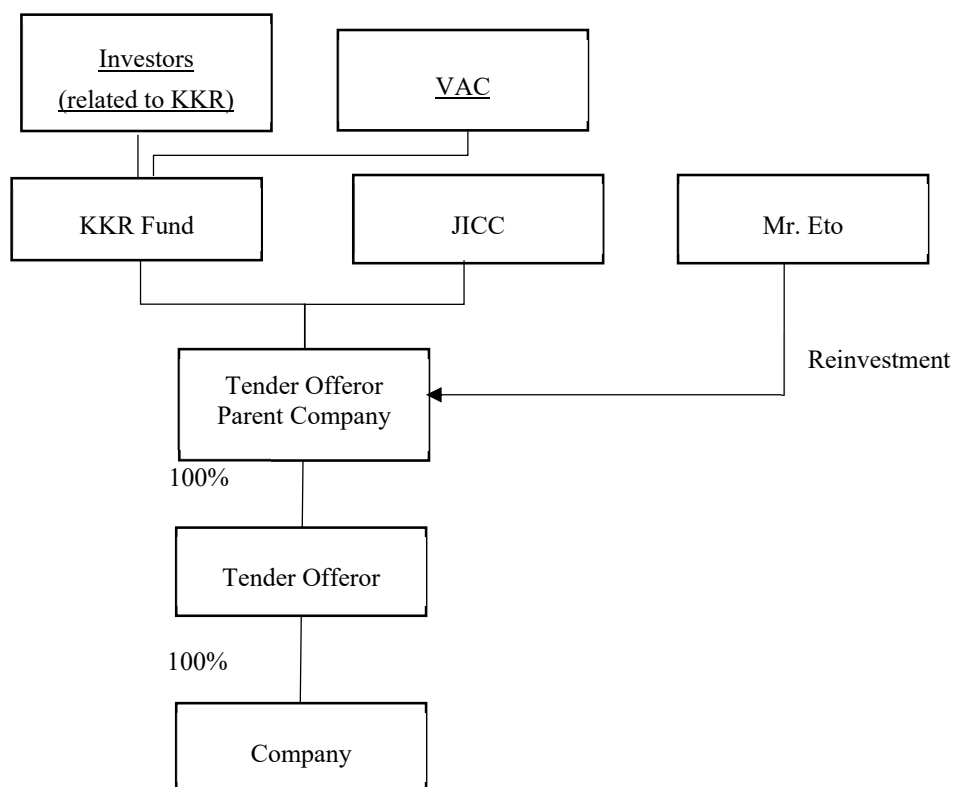 Investors
(related to KKR)
VAC
KKR Fund
JICC
Mr. Eto
Reinvestment
Tender Offeror
Parent Company
100%
Tender Offeror
100%
Company